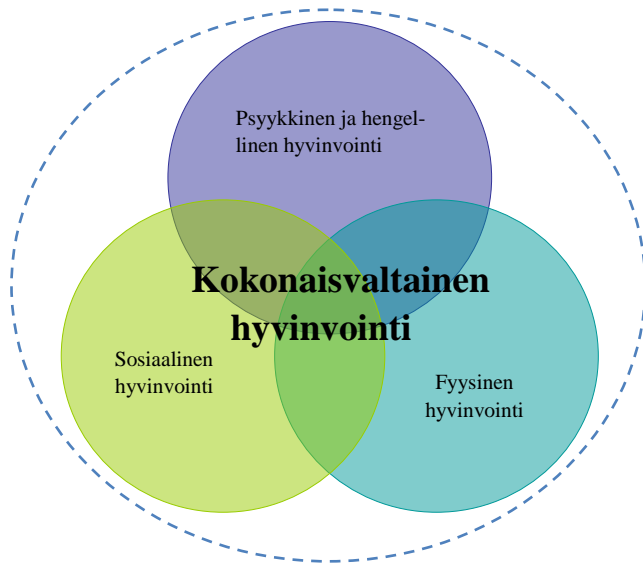 Psyykkinen ja hengel-
linen hyvinvointi
Kokonaisvaltainen
hyvinvointi
Sosiaalinen
hyvinvointi
Fyysinen
hyvinvointi